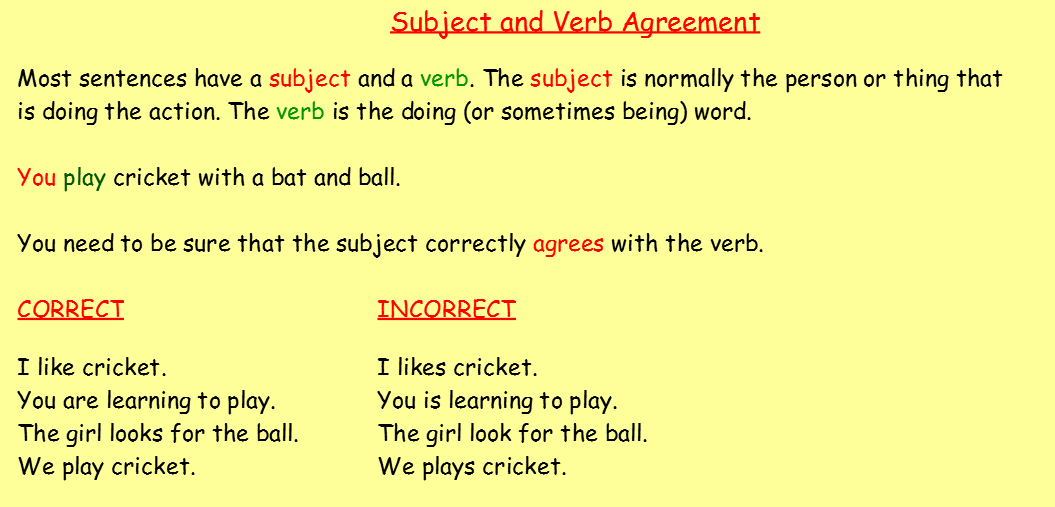 Subject and Verb Agreement
Most sentences have a subject and a verb. The subject is normally the person or thing that
is doing the action. The verb is the doing (or sometimes being) word.
You play cricket with a bat and ball.
You need to be sure that the subject correctly agrees with the verb.
CORRECT INCORRECT
I like cricket. I likes cricket.
You are learning to play. You is learning to play.
The girl looks for the ball. The girl look for the ball.
We play cricket. We plays cricket.